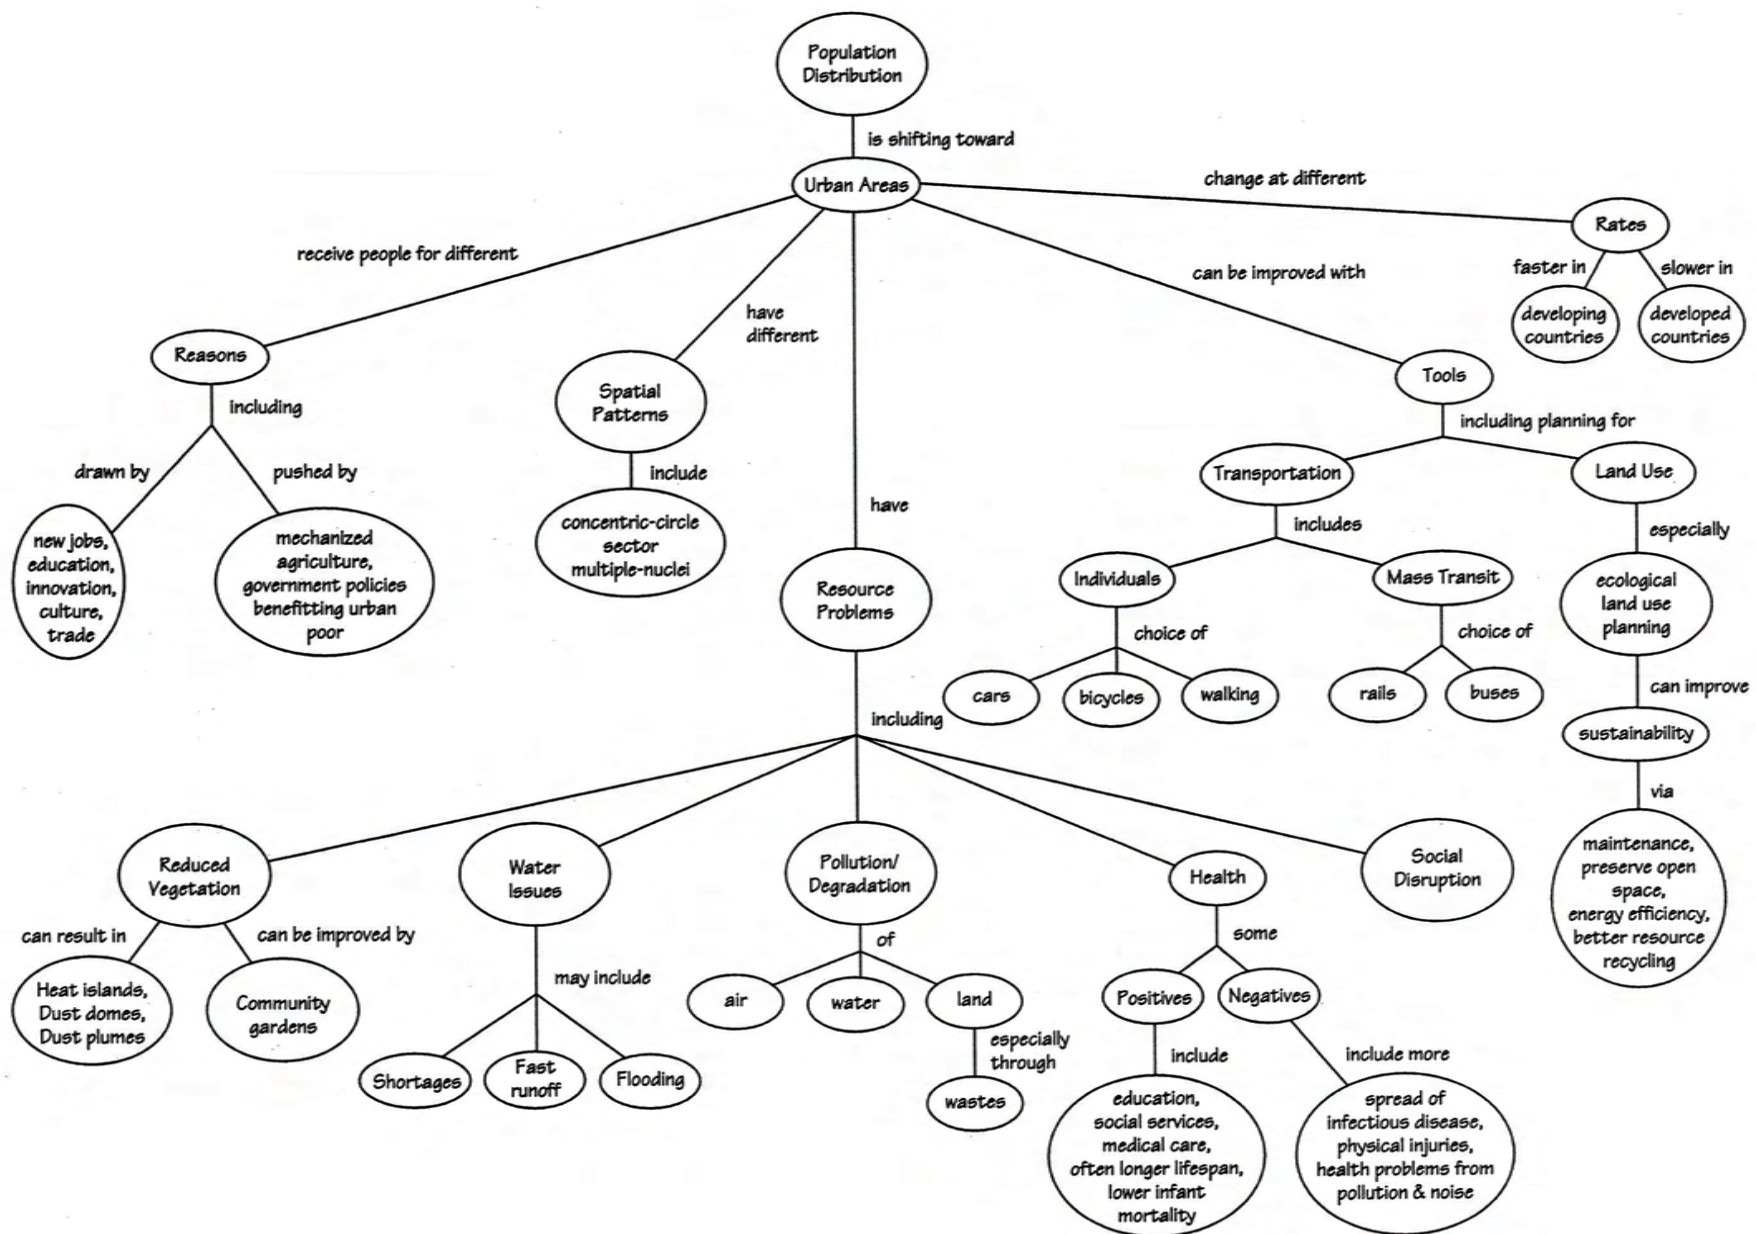 Population
Distribution
is shifting toward
Urban Areas
change at different
Rates
faster in
slower in
developing
countries
developed
countries
receive people for different
have
different
can be improved with
Reasons
including
drawn by
pushed by
new jobs,
education,
innovation,
culture,
trade
mechanized
agriculture,
government policies
benefitting urban
poor
Spatial
Patterns
include
concentric-circle
sector
multiple-nuclei
have
Resource
Problems
including
Tools
including planning for
Transportation
Land Use
includes
especially
Individuals
Mass Transit
ecological
land use
planning
choice of
choice of
cars
bicycles
walking
rails
buses
can improve
sustainability
via
maintenance,
preserve open
space,
energy efficiency,
better resource
recycling
Reduced
Vegetation
can result in
can be improved by
Heat islands,
Dust domes,
Dust plumes
Community
gardens
Water
Issues
may include
Shortages
Fast
runoff
Flooding
Pollution/
Degradation
of
air
water
land
especially
through
wastes
Health
some
Positives
Negatives
include
include more
education,
social services,
medical care,
often longer lifespan,
lower infant
mortality
spread of
infectious disease,
physical injuries,
health problems from
pollution & noise
Social
Disruption